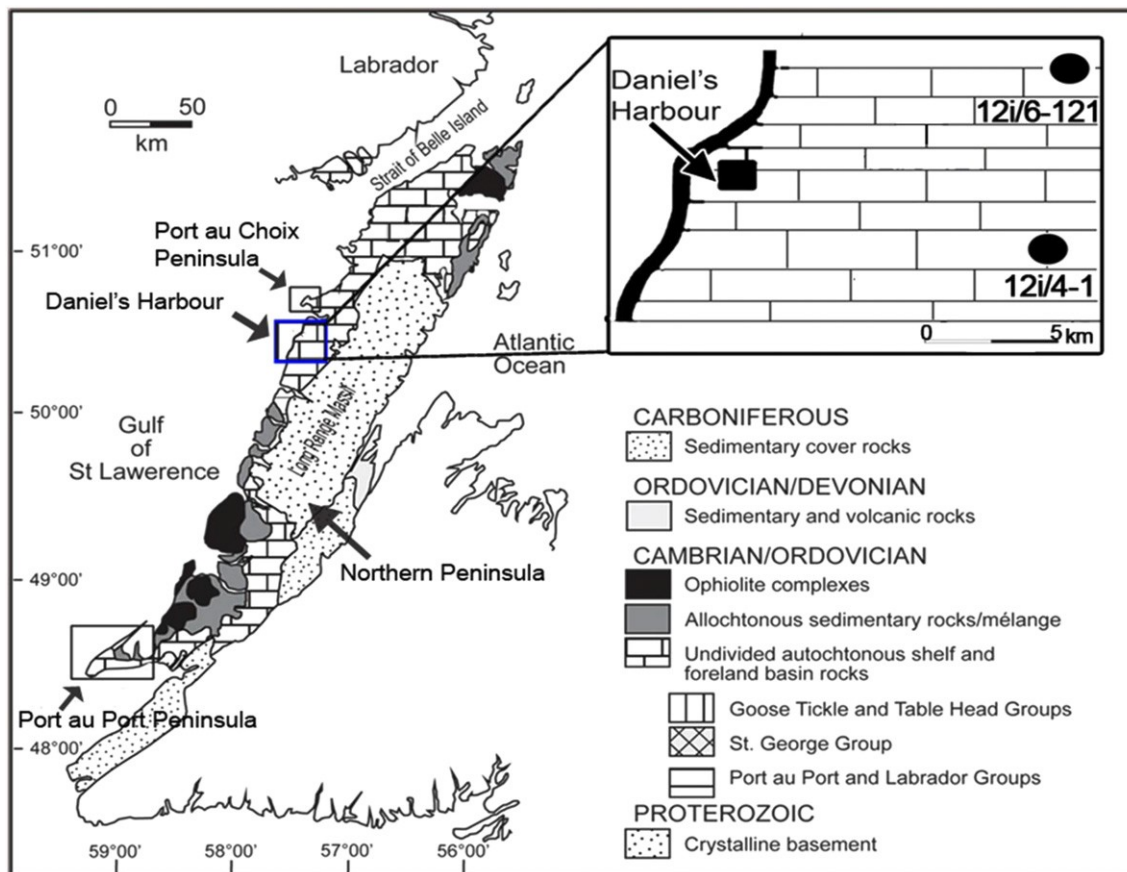 Labrador
0 50
km
Strait of Belle Island
Port au Choix
Peninsula
Daniel's Harbour
51°00'
50°00'
49°00'
48°00'
Atlantic
Ocean
Gulf
of
St Lawerence
Long Range Massif
Northern Peninsula
Port au Port Peninsula
59°00'
58°00'
57°00'
56°00'
Daniel's
Harbour
12i/6-121
12i/4-1
0 5 km
CARBONIFEROUS
Sedimentary cover rocks
ORDOVICIAN/DEVONIAN
Sedimentary and volcanic rocks
CAMBRIAN/ORDOVICIAN
Ophiolite complexes
Allochtonous sedimentary rocks/mélange
Undivided autochtonous shelf and
foreland basin rocks
Goose Tickle and Table Head Groups
St. George Group
Port au Port and Labrador Groups
PROTEROZOIC
Crystalline basement